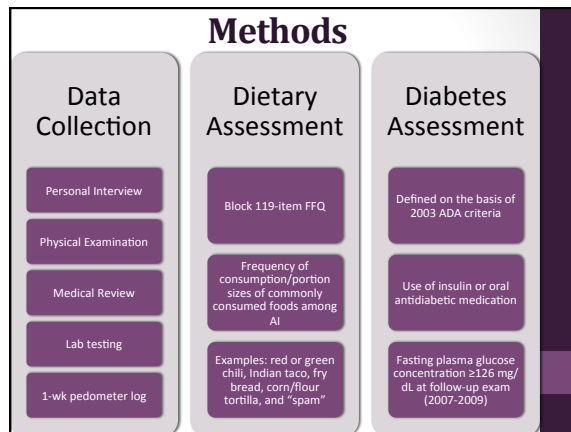 Methods
Data
Collection
Personal Interview
Physical Examination
Medical Review
Lab testing
1-wk pedometer log
Dietary
Assessment
Block 119-item FFQ
Frequency of
consumption/portion
sizes of commonly
consumed foods among
AI
Examples: red or green
chili, Indian taco, fry
bread, corn/flour
tortilla, and “spam”
Diabetes
Assessment
Defined on the basis of
2003 ADA criteria
Use of insulin or oral
antidiabetic medication
Fasting plasma glucose
concentration ≥126 mg/
dL at follow-up exam
(2007-2009)